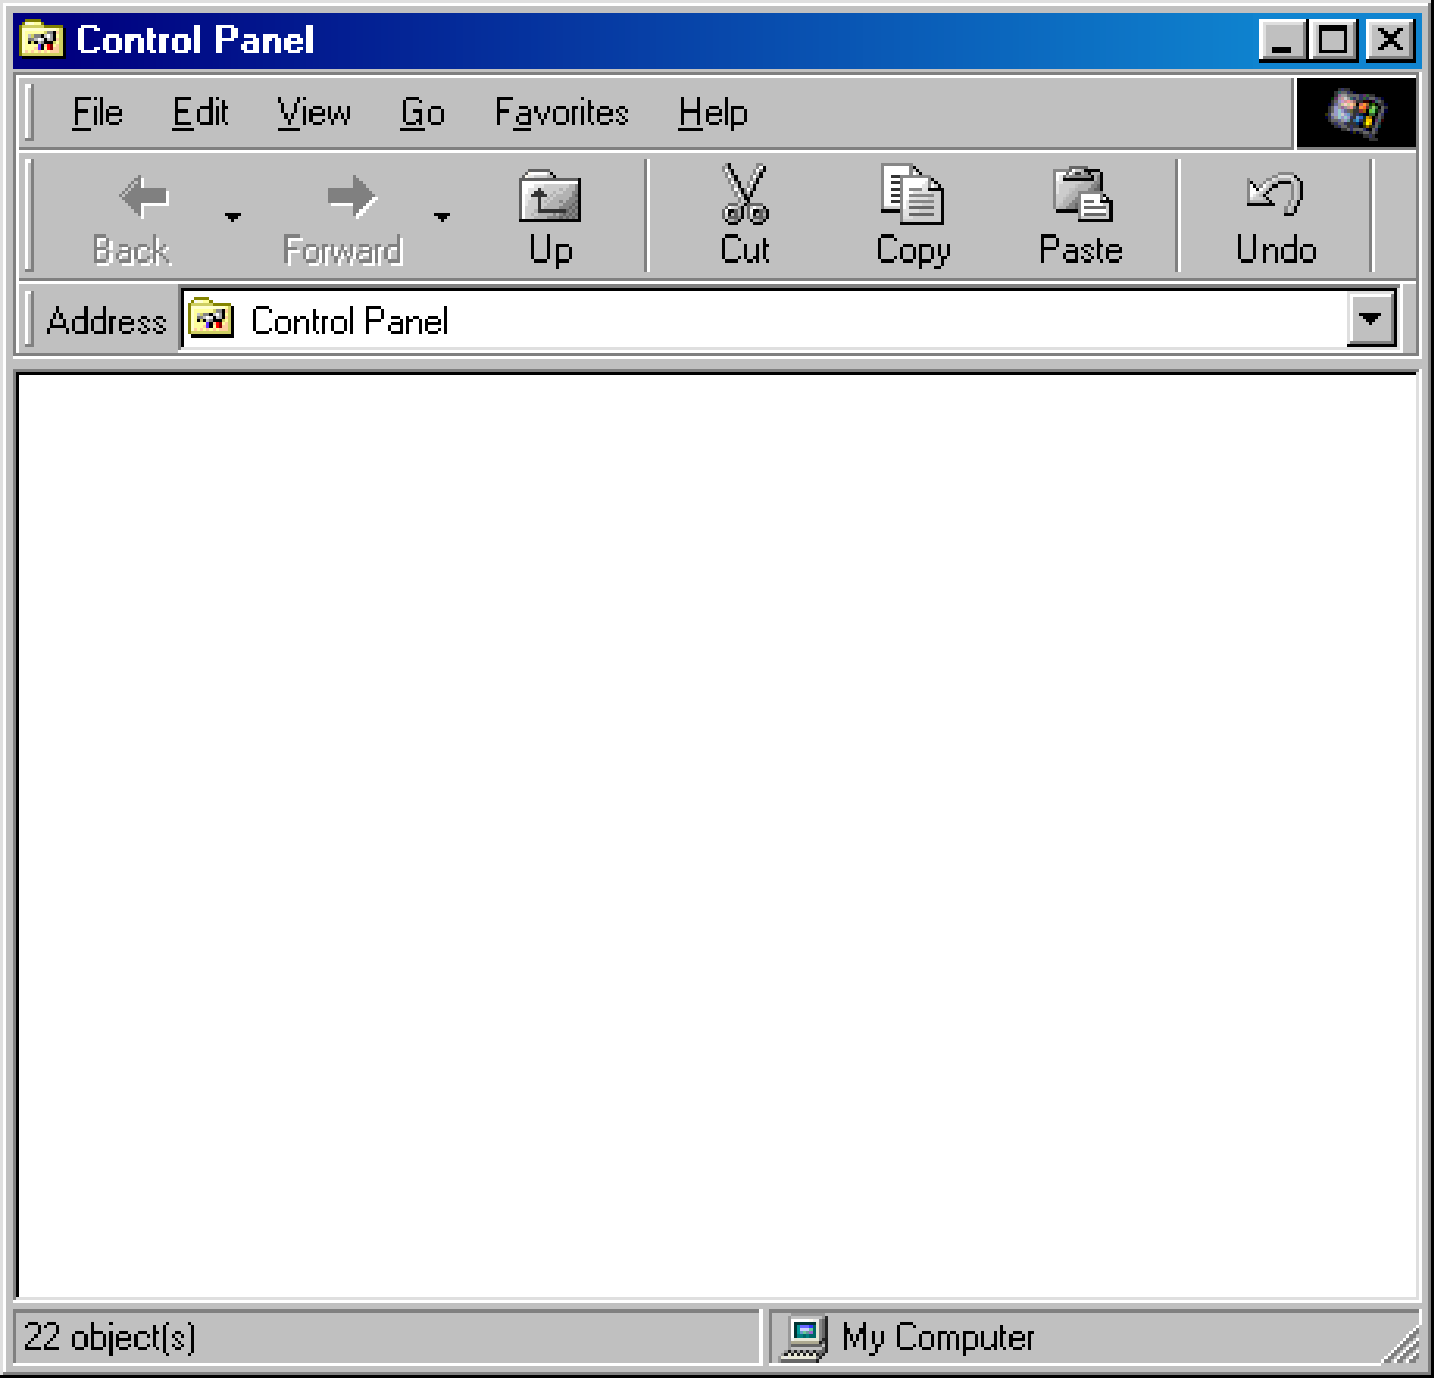 Control Panel
File Edit View Go Favorites Help
Back Forward Up Cut Copy Paste Undo
Address Control Panel
22 object(s) My Computer